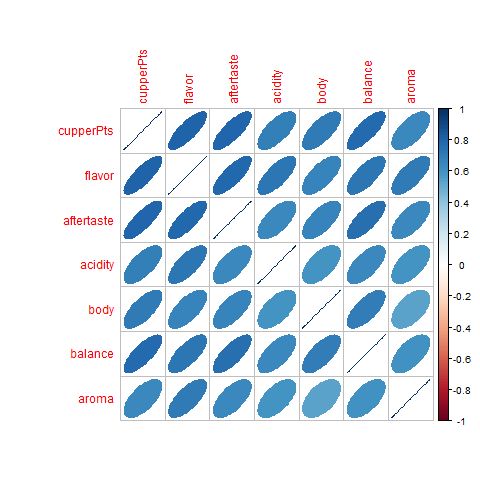 cupperPts
flavor
aftertaste
acidity
body
balance
aroma
cupperPts
flavor
aftertaste
acidity
body
balance
aroma
1
0.8
0.6
0.4
0.2
0
-0.2
-0.4
-0.6
-0.8
-1